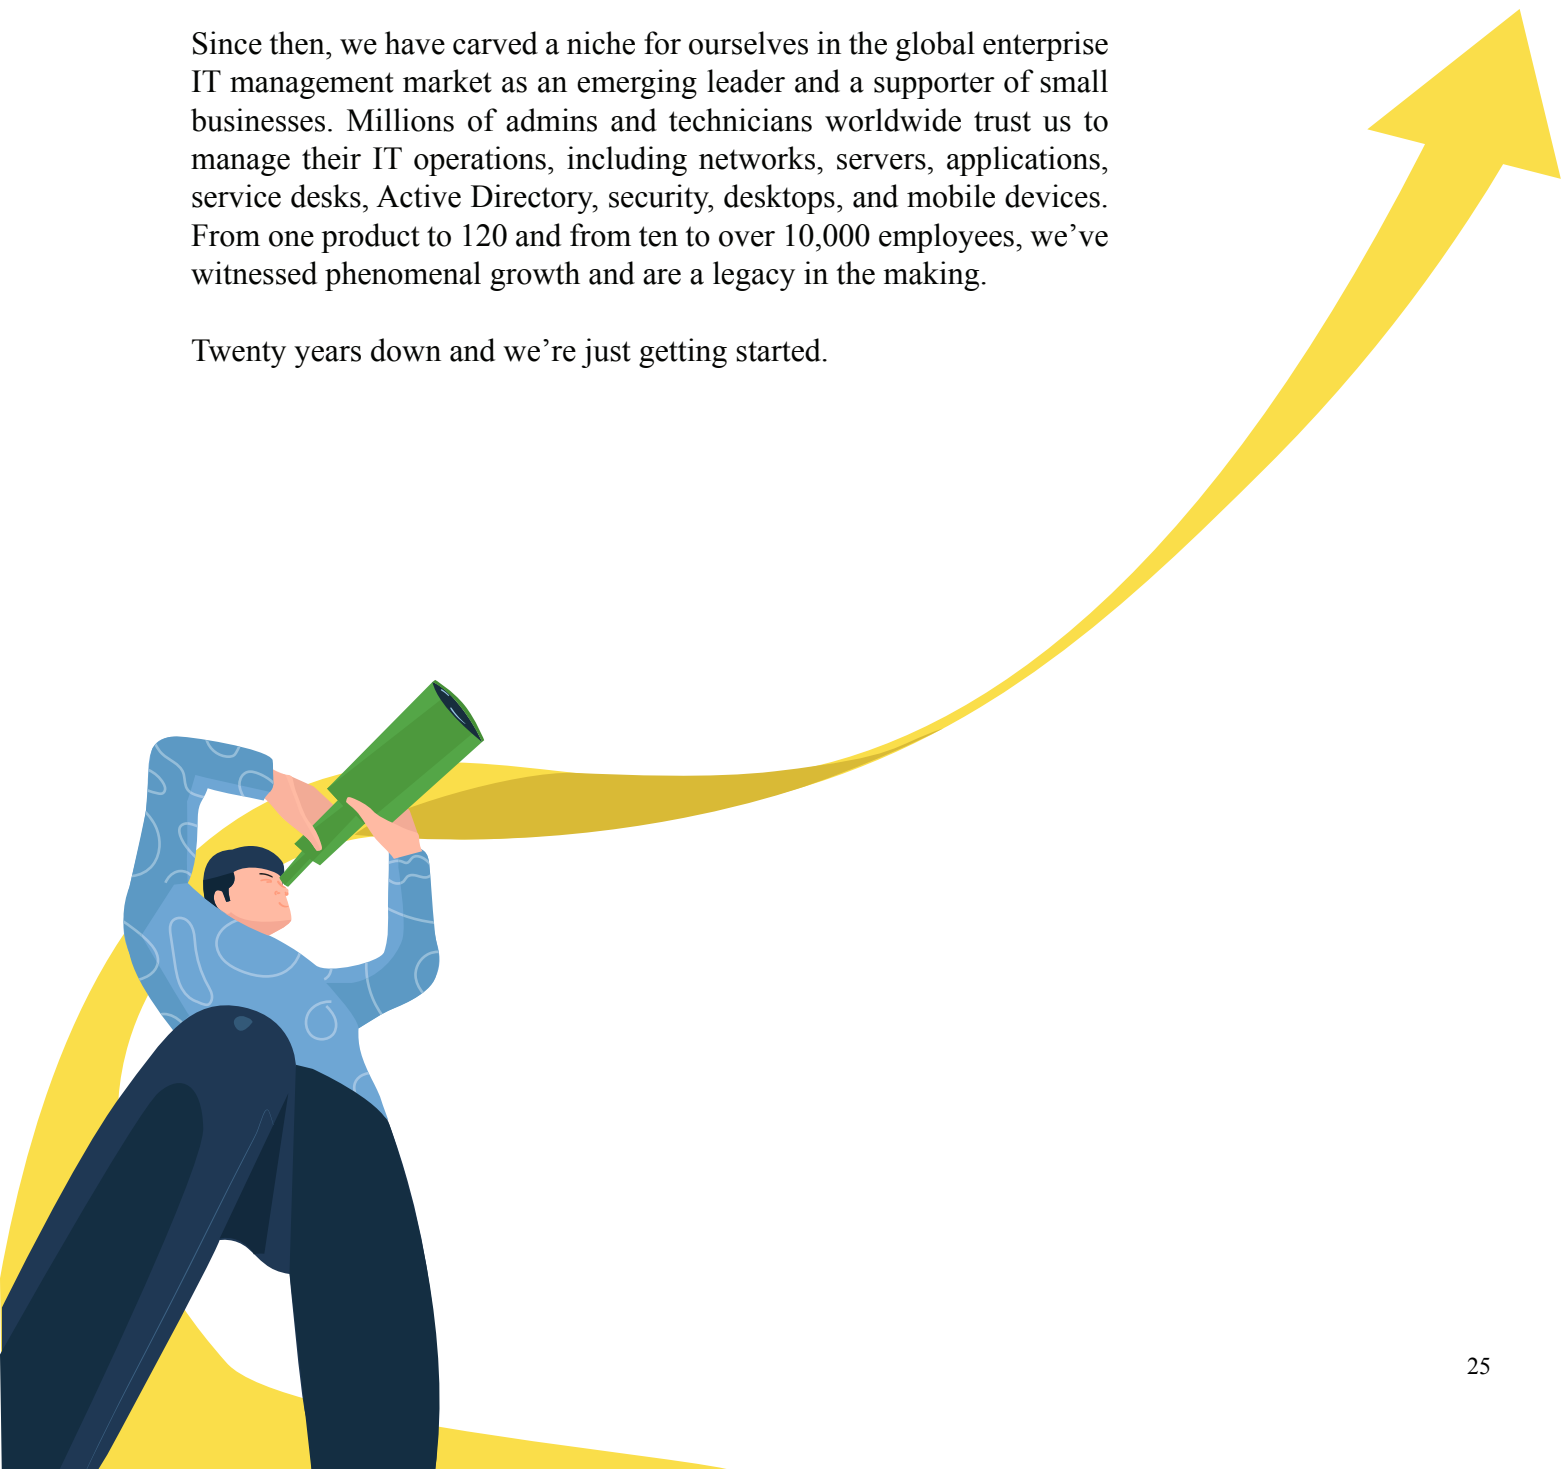 Since then, we have carved a niche for ourselves in the global enterprise
IT management market as an emerging leader and a supporter of small
businesses. Millions of admins and technicians worldwide trust us to
manage their IT operations, including networks, servers, applications,
service desks, Active Directory, security, desktops, and mobile devices.
From one product to 120 and from ten to over 10,000 employees, we’ve
witnessed phenomenal growth and are a legacy in the making.
Twenty years down and we’re just getting started.
25